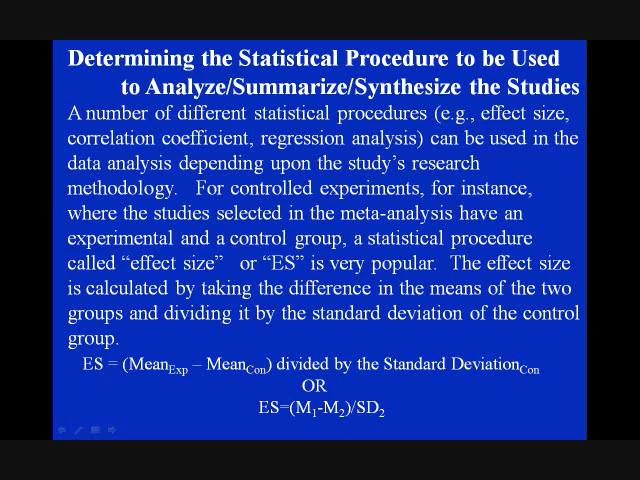 Determining the Statistical Procedure to be Used
to Analyze/Summarize/Synthesize the Studies
A number of different statistical procedures (e.g., effect size,
correlation coefficient, regression analysis) can be used in the
data analysis depending upon the study's research
methodology. For controlled experiments, for instance,
where the studies selected in the meta-analysis have an
experimental and a control group, a statistical procedure
called “effect size” or “ES” is very popular. The effect size
is calculated by taking the difference in the means of the two
groups and dividing it by the standard deviation of the control
group.
ES = (Mean_Exp – Mean_Con) divided by the Standard Deviation_Con
OR
ES=(M₁-M₂)/SD₂